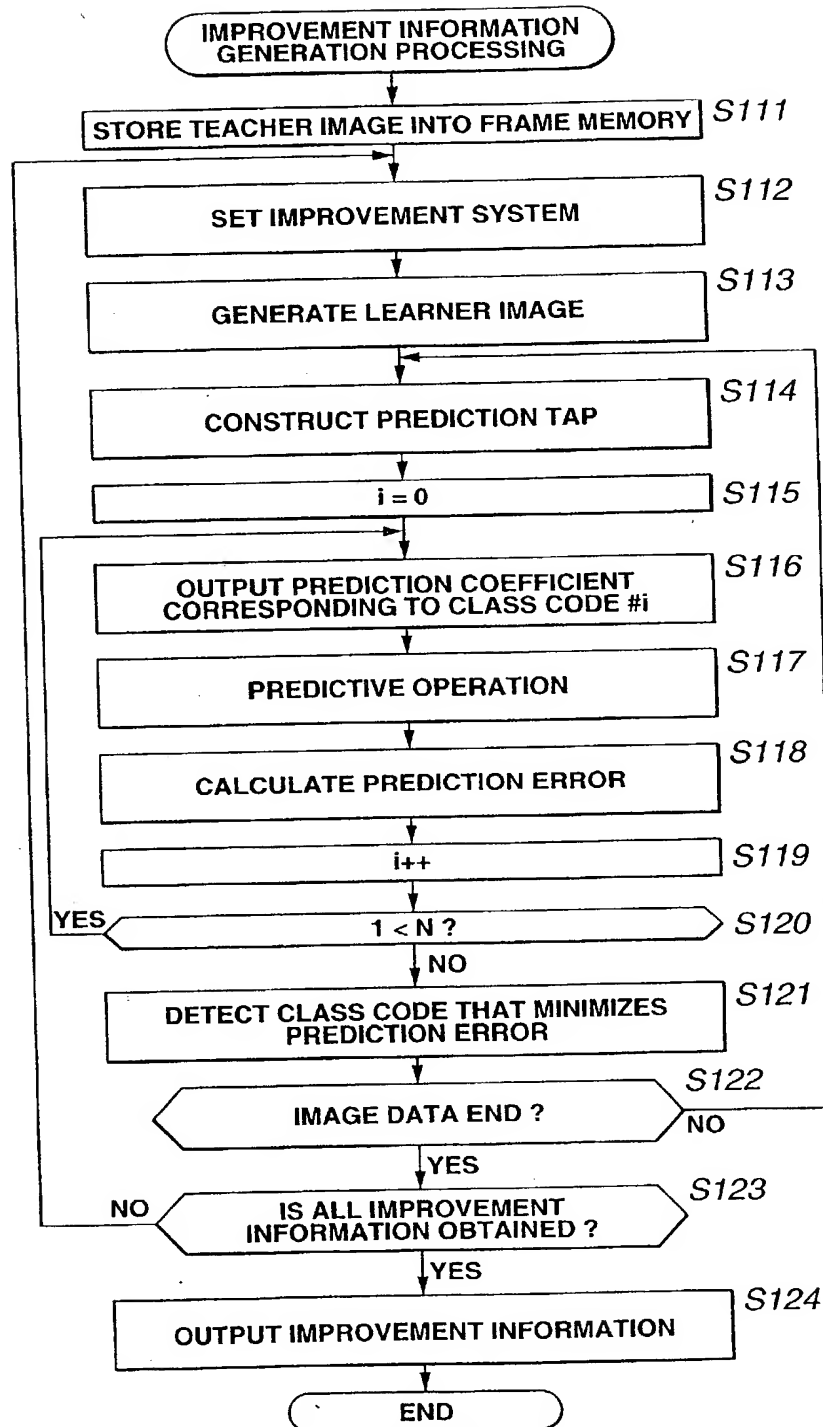 IMPROVEMENT INFORMATION
GENERATION PROCESSING
STORE TEACHER IMAGE INTO FRAME MEMORY
S111
SET IMPROVEMENT SYSTEM
S112
GENERATE LEARNER IMAGE
S113
CONSTRUCT PREDICTION TAP
S114
i = 0
S115
OUTPUT PREDICTION COEFFICIENT
CORRESPONDING TO CLASS CODE #i
S116
PREDICTIVE OPERATION
S117
CALCULATE PREDICTION ERROR
S118
i++
S119
YES
1 < N ?
S120
NO
DETECT CLASS CODE THAT MINIMIZES
PREDICTION ERROR
S121
IMAGE DATA END ?
S122
NO
YES
NO
IS ALL IMPROVEMENT
INFORMATION OBTAINED ?
S123
YES
OUTPUT IMPROVEMENT INFORMATION
S124
END